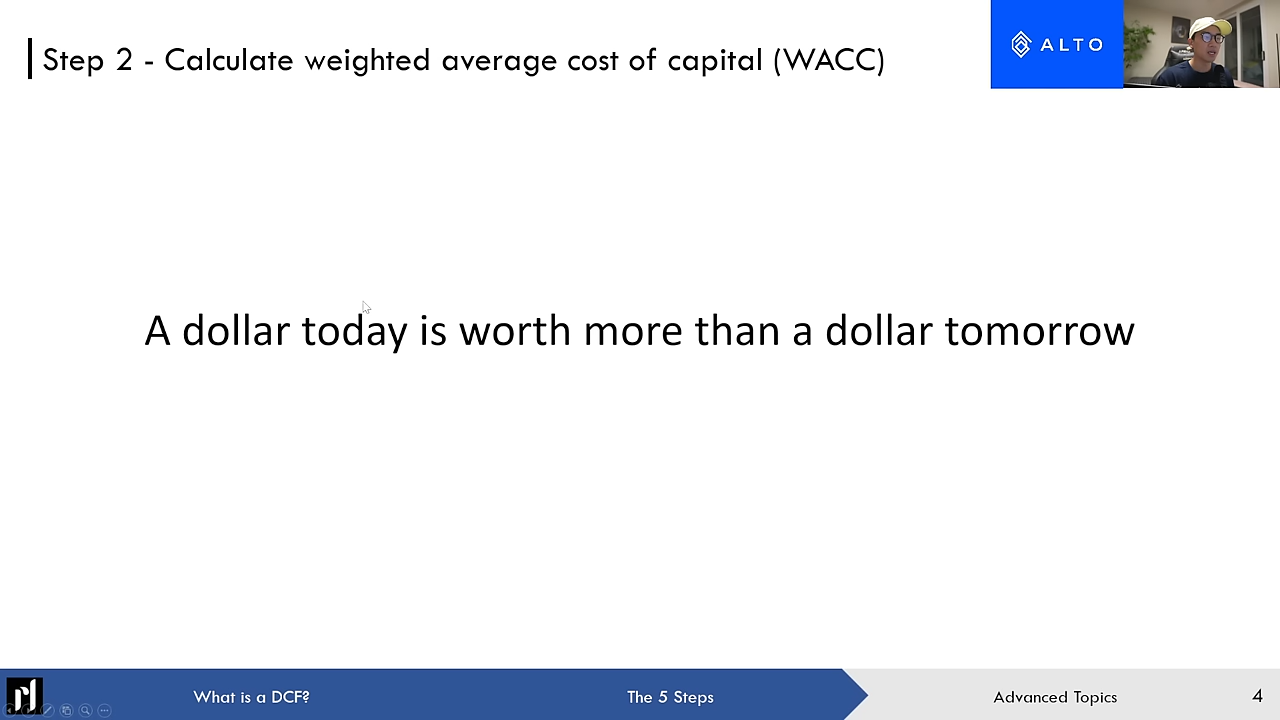 Step 2 - Calculate weighted average cost of capital (WACC)
ALTO
A dollar today is worth more than a dollar tomorrow
What is a DCF?
The 5 Steps
Advanced Topics
4